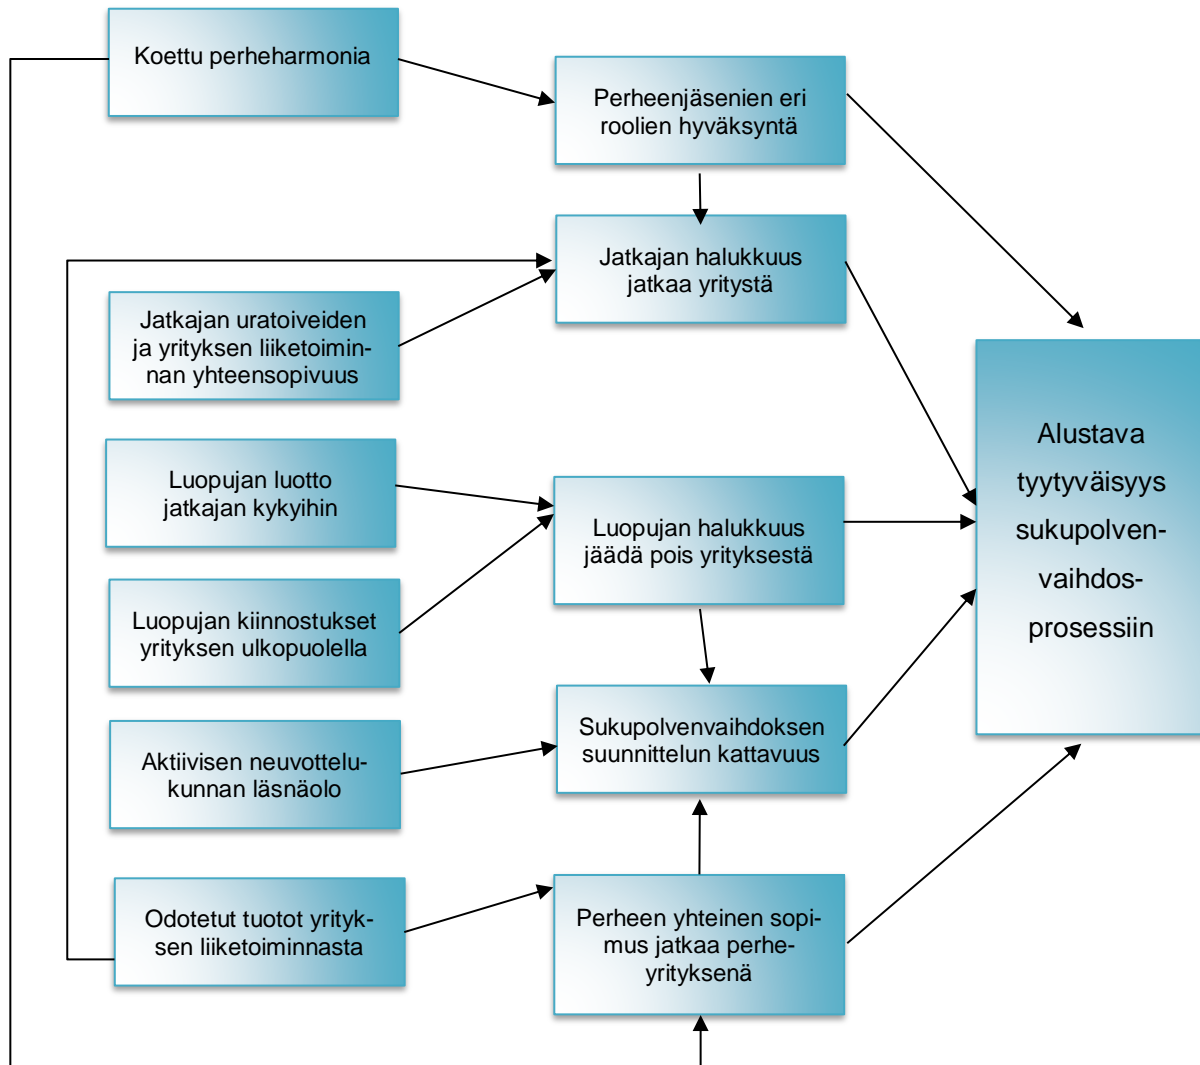 Koettu perheharmonia
Perheenjäsenien eri
roolien hyväksyntä
Jatkajan halukkuus
jatkaa yritystä
Jatkajan uratoiveiden
ja yrityksen liiketoimin-
nan yhteensopivuus
Luopujan luotto
jatkajan kykyihin
Luopujan halukkuus
jäädä pois yrityksestä
Luopujan kiinnostukset
yrityksen ulkopuolella
Aktiivisen neuvottelu-
kunnan läsnäolo
Sukupolvenvaihdoksen
suunnittelun kattavuus
Odotetut tuotot yrityk-
sen liiketoiminnasta
Perheen yhteinen sopi-
mus jatkaa perhe-
yrityksenä
Alustava
tyytyväisyys
sukupolven-
vaihdos-
prosessiin